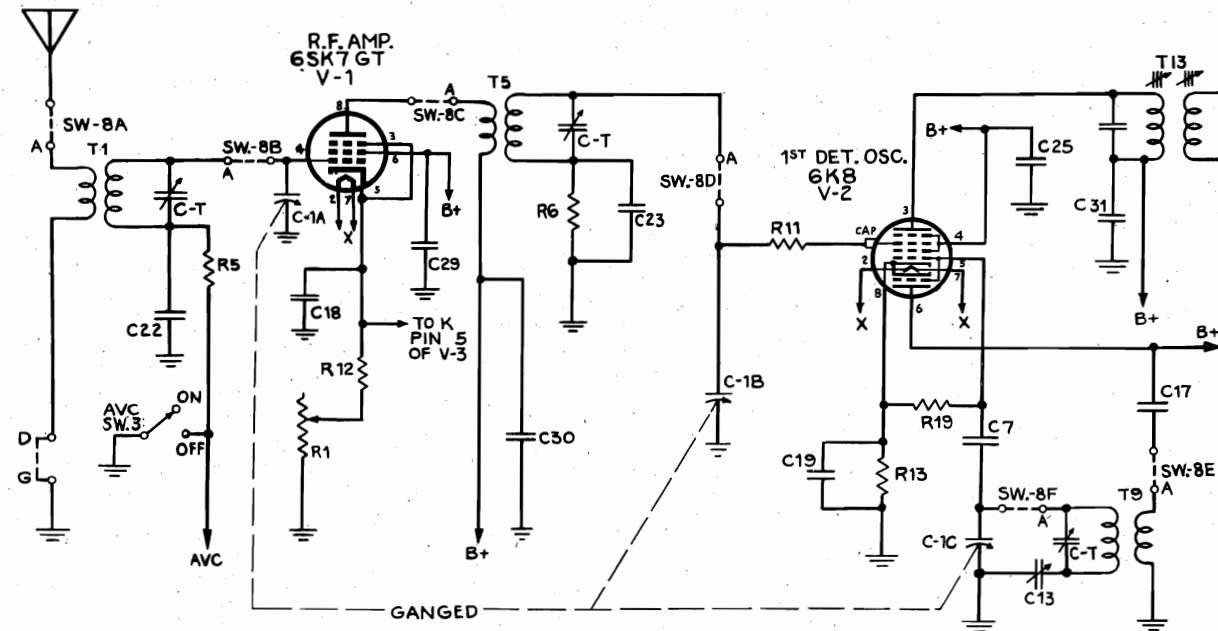 R.F. AMP.
6SK7 GT
V-1
8
4
3
6
5
2
7
X
A
SW.-8C
T5
SW-8A
A
T1
SW.-8B
A
C-T
C-1A
R5
C22
B+
C29
C18
TO K
PIN 5
OF V-3
R12
R1
AVC
SW.3
ON
OFF
D
G
AVC
C-T
R6
C23
A
SW.-8D
C30
B+
C-1B
GANGED
1ST DET. OSC.
6K8
V-2
R11
CAP
3
4
2
5
7
8
6
X
X
B+
C25
T13
C31
B+
B+
C17
R19
C7
C19
R13
SW.-8F
A
C-1C
C-T
C13
T9
SW.-8E
A